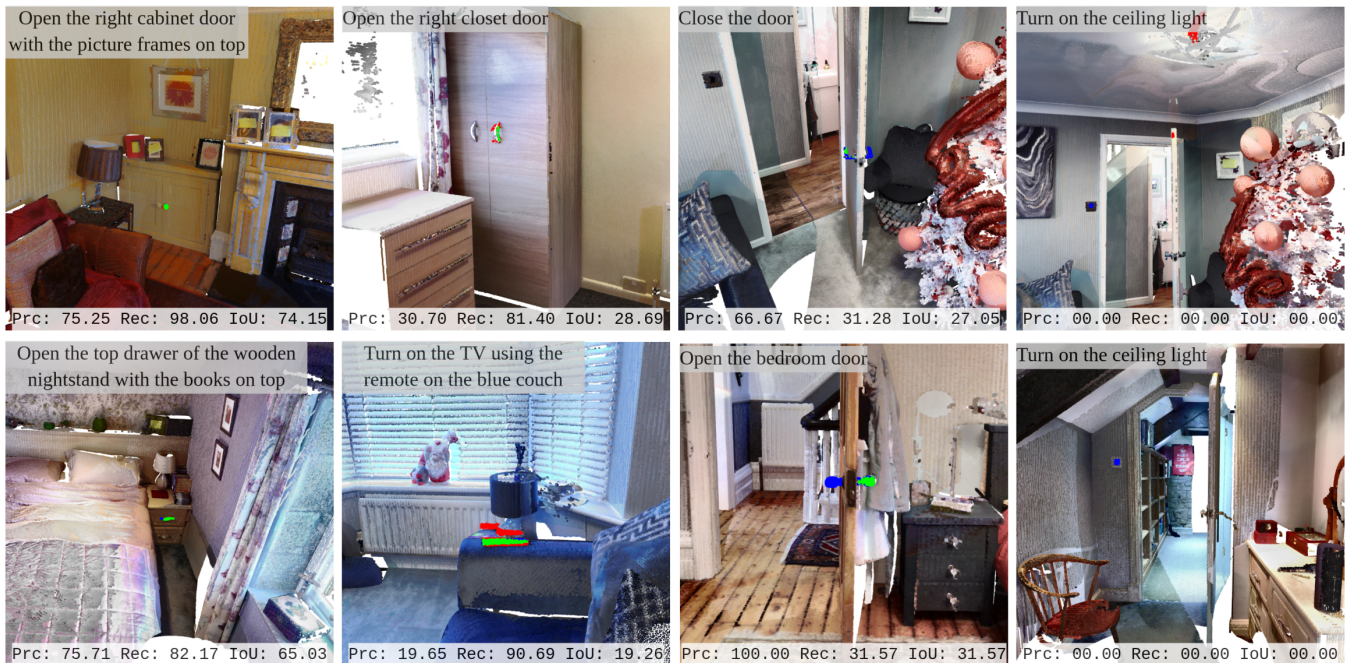 Open the right cabinet door
with the picture frames on top
Prc: 75.25 Rec: 98.06 IoU: 74.15
Open the right closet door
Prc: 30.70 Rec: 81.40 IoU: 28.69
Close the door
Prc: 66.67 Rec: 31.28 IoU: 27.05
Turn on the ceiling light
Prc: 00.00 Rec: 00.00 IoU: 00.00
Open the top drawer of the wooden
nightstand with the books on top
Prc: 75.71 Rec: 82.17 IoU: 65.03
Turn on the TV using the
remote on the blue couch
Prc: 19.65 Rec: 90.69 IoU: 19.26
Open the bedroom door
Prc: 100.00 Rec: 31.57 IoU: 31.57
Turn on the ceiling light
Prc: 00.00 Rec: 00.00 IoU: 00.00